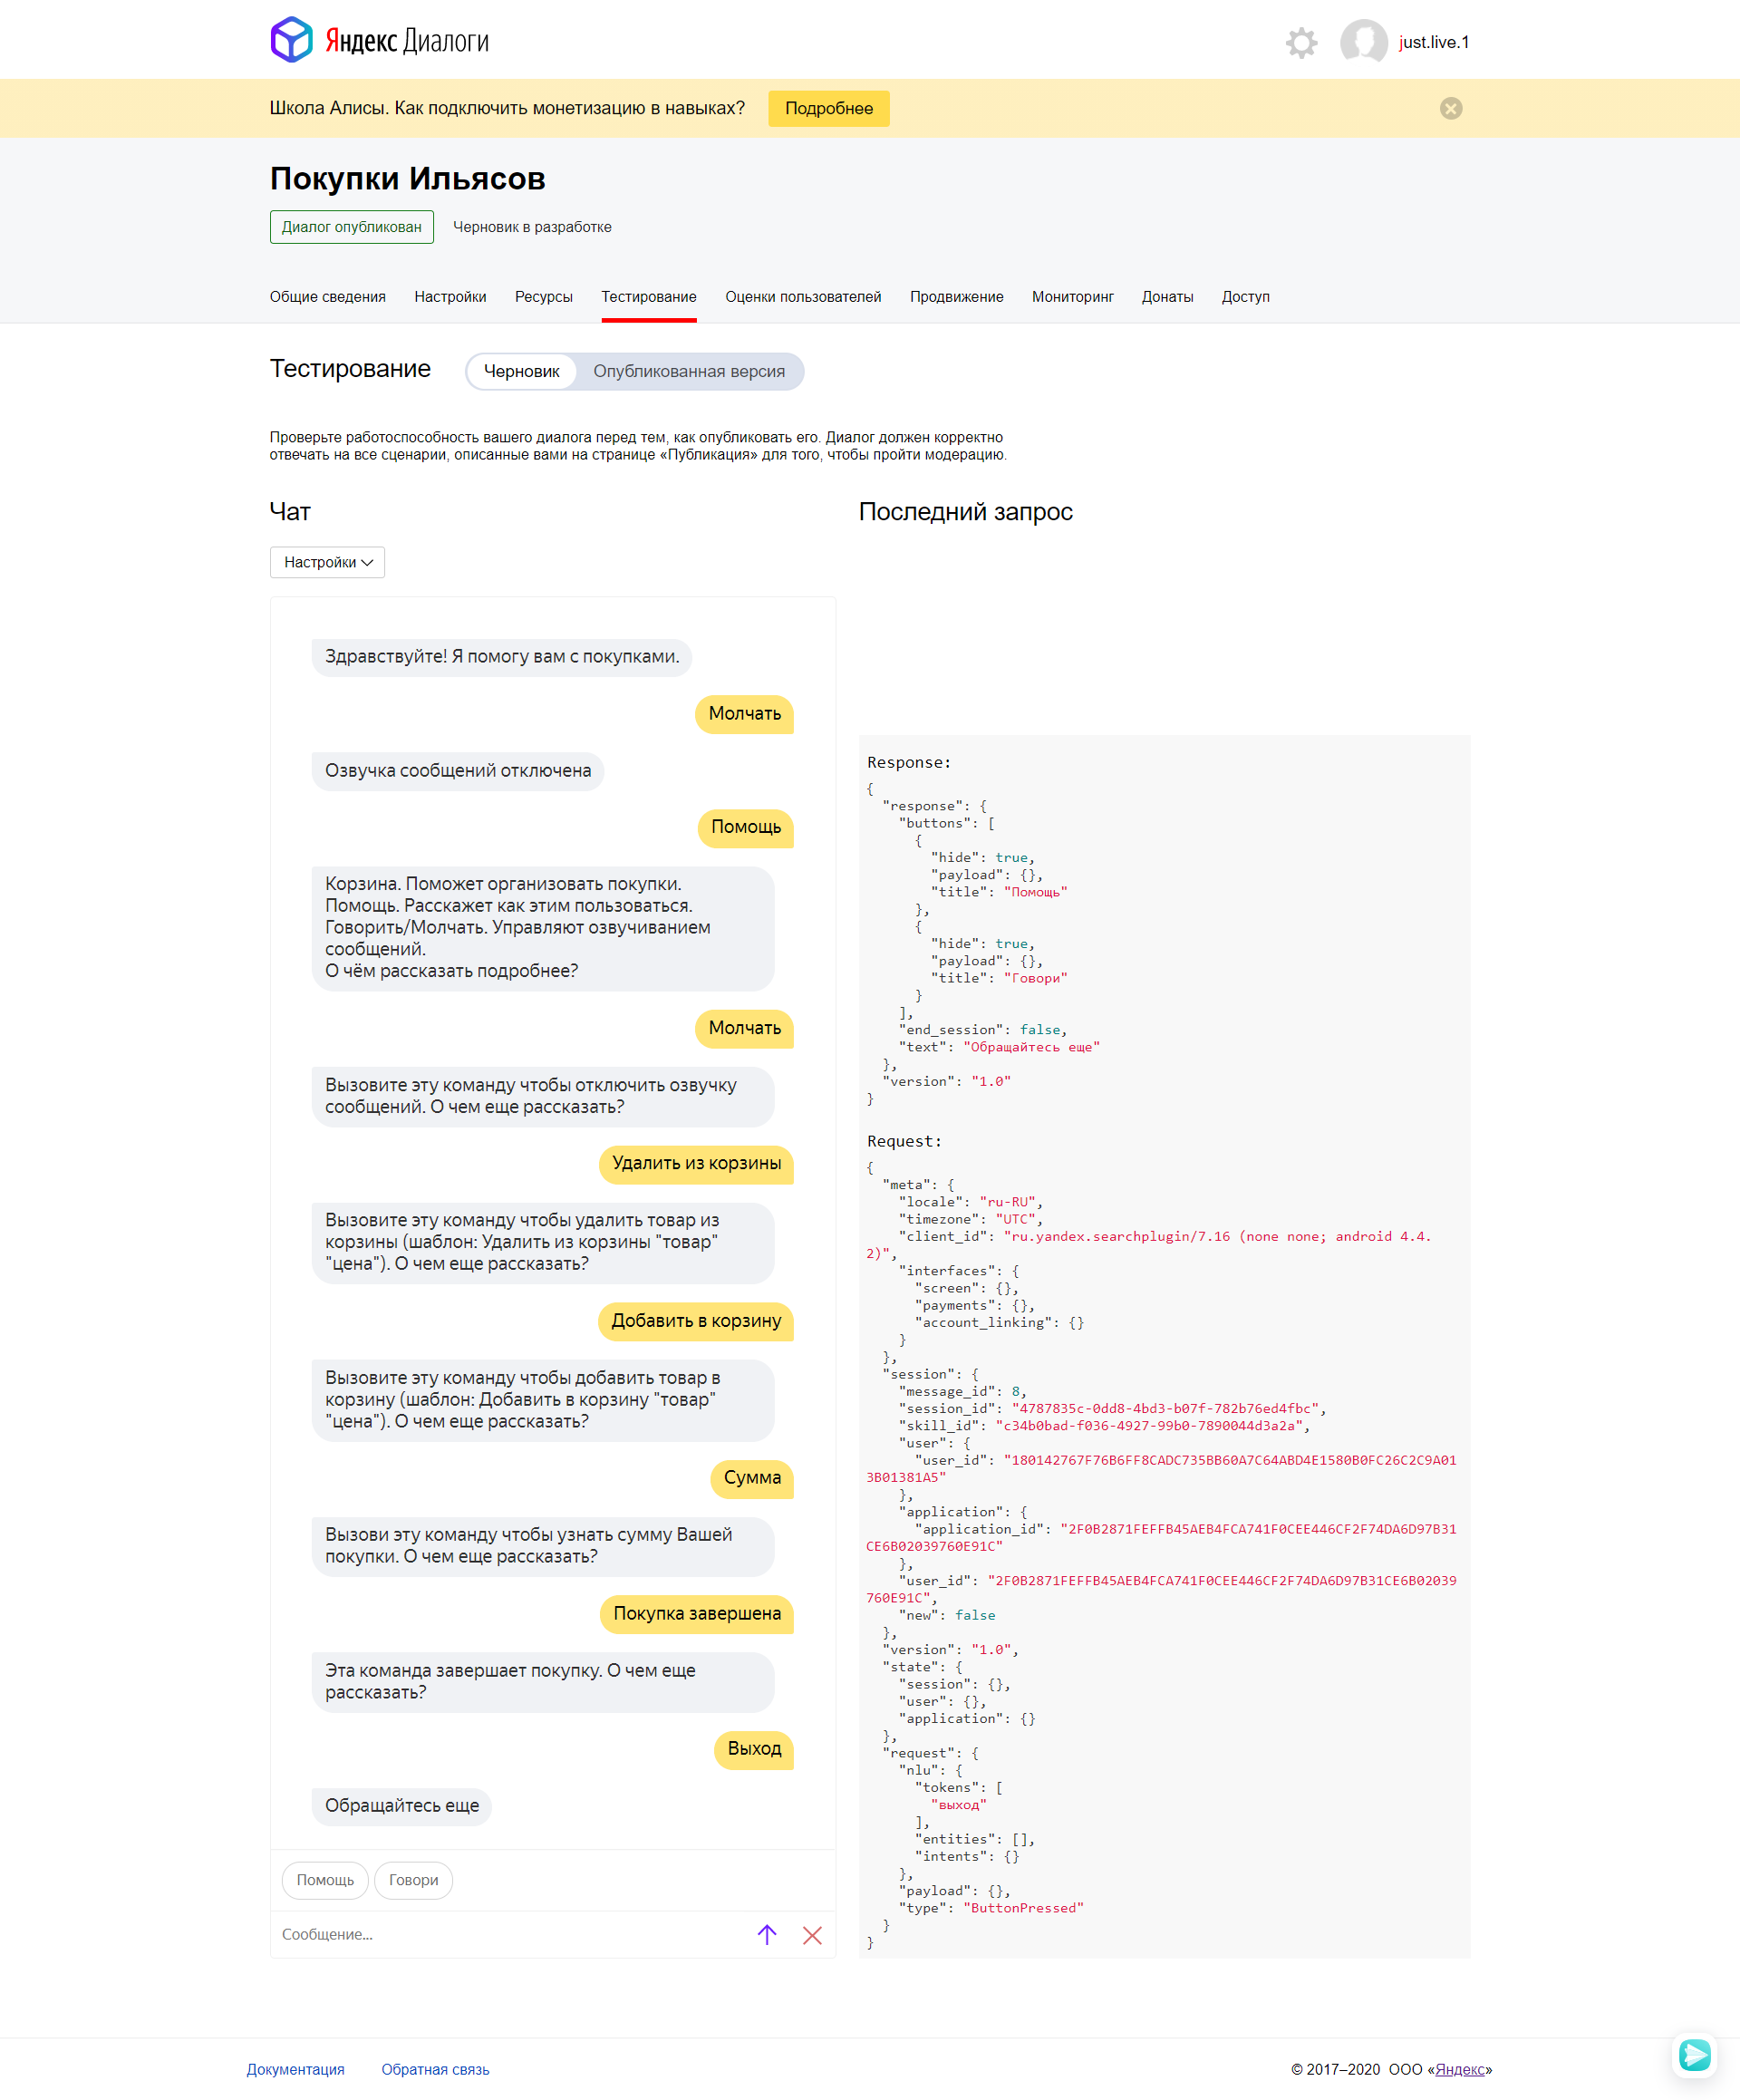 Яндекс Диалоги
just.live.1
Школа Алисы. Как подключить монетизацию в навыках?
Подробнее
Покупки Ильясов
Диалог опубликован
Черновик в разработке
Общие сведения
Настройки
Ресурсы
Тестирование
Оценки пользователей
Продвижение
Мониторинг
Донаты
Доступ
Тестирование
Черновик
Опубликованная версия
Проверьте работоспособность вашего диалога перед тем, как опубликовать его. Диалог должен корректно
отвечать на все сценарии, описанные вами на странице «Публикация» для того, чтобы пройти модерацию.
Чат
Настройки
Здравствуйте! Я помогу вам с покупками.
Молчать
Озвучка сообщений отключена
Помощь
Корзина. Поможет организовать покупки.
Помощь. Расскажет как этим пользоваться.
Говорить/Молчать. Управляют озвучиванием
сообщений.
О чём рассказать подробнее?
Молчать
Вызовите эту команду чтобы отключить озвучку
сообщений. О чем еще рассказать?
Удалить из корзины
Вызовите эту команду чтобы удалить товар из
корзины (шаблон: Удалить из корзины "товар"
"цена"). О чем еще рассказать?
Добавить в корзину
Вызовите эту команду чтобы добавить товар в
корзину (шаблон: Добавить в корзину "товар"
"цена"). О чем еще рассказать?
Сумма
Вызови эту команду чтобы узнать сумму Вашей
покупки. О чем еще рассказать?
Покупка завершена
Эта команда завершает покупку. О чем еще
рассказать?
Выход
Обращайтесь еще
Помощь
Говори
Сообщение...
Последний запрос
Response:
{
"response": {
"buttons": [
{
"hide": true,
"payload": {},
"title": "Помощь"
},
{
"hide": true,
"payload": {},
"title": "Говори"
}
],
"end_session": false,
"text": "Обращайтесь еще"
},
"version": "1.0"
}
Request:
{
"meta": {
"locale": "ru-RU",
"timezone": "UTC",
"client_id": "ru.yandex.searchplugin/7.16 (none none; android 4.4.
2)",
"interfaces": {
"screen": {},
"payments": {},
"account_linking": {}
}
},
"session": {
"message_id": 8,
"session_id": "4787835c-0dd8-4bd3-b07f-782b76ed4fbc",
"skill_id": "c34b0bad-f036-4927-99b0-7890044d3a2a",
"user": {
"user_id": "180142767F76B6FF8CADC735BB60A7C64ABD4E1580B0FC26C2C9A01
3B01381A5"
},
"application": {
"application_id": "2F0B2871FEFFB45AEB4FCA741F0CEE446CF2F74DA6D97B31
CE6B02039760E91C"
},
"user_id": "2F0B2871FEFFB45AEB4FCA741F0CEE446CF2F74DA6D97B31CE6B02039
760E91C",
"new": false
},
"version": "1.0",
"state": {
"session": {},
"user": {},
"application": {}
},
"request": {
"nlu": {
"tokens": [
"выход"
],
"entities": [],
"intents": {}
},
"payload": {},
"type": "ButtonPressed"
}
}
Документация
Обратная связь
© 2017–2020 ООО «Яндекс»